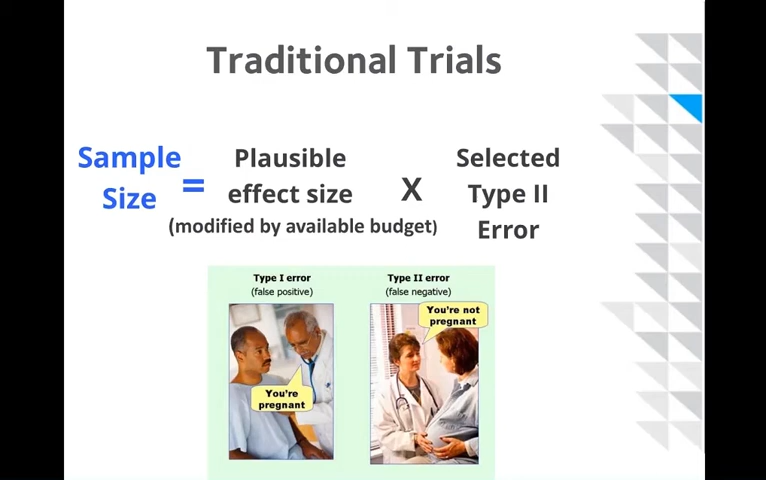 Traditional Trials
Sample
Size
=
Plausible
effect size
(modified by available budget)
X
Selected
Type II
Error
Type I error
(false positive)
You're
pregnant
Type II error
(false negative)
You're not
pregnant